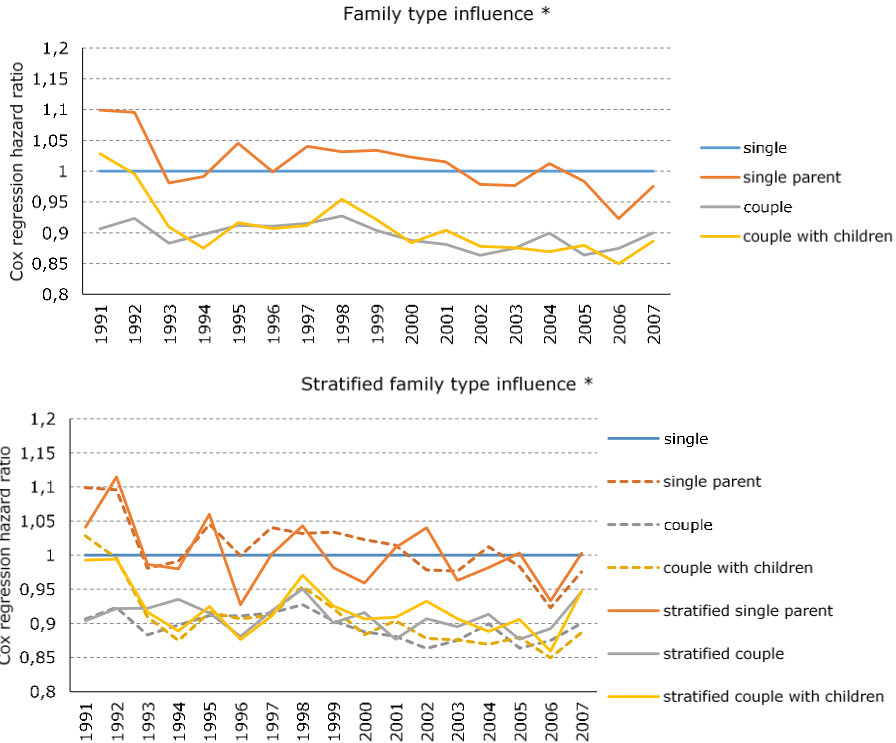 Family type influence *
Cox regression hazard ratio
1,2
1,15
1,1
1,05
1
0,95
0,9
0,85
0,8
1991 1992 1993 1994 1995 1996 1997 1998 1999 2000 2001 2002 2003 2004 2005 2006 2007
single
single parent
couple
couple with children
Stratified family type influence *
Cox regression hazard ratio
1,2
1,15
1,1
1,05
1
0,95
0,9
0,85
0,8
1991 1992 1993 1994 1995 1996 1997 1998 1999 2000 2001 2002 2003 2004 2005 2006 2007
single
single parent
couple
couple with children
stratified single parent
stratified couple
stratified couple with children